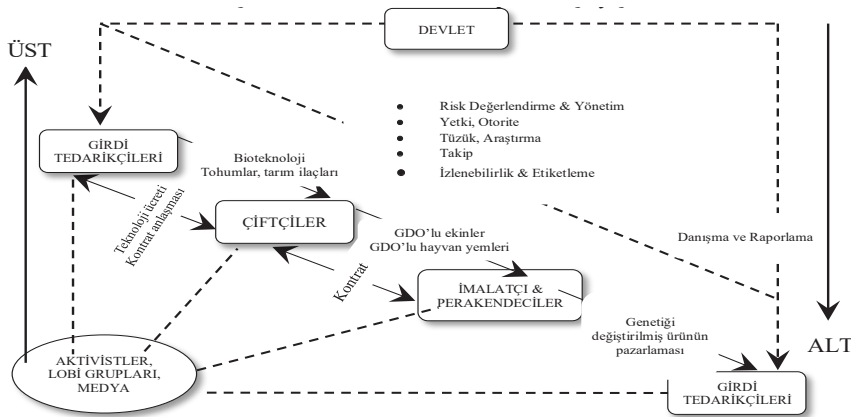 DEVLET
ÜST
Risk Değerlendirme & Yönetim
Yetki, Otorite
Tüzük, Araştırma
Takip
İzlenebilirlik & Etiketleme
GİRDİ
TEDARİKÇİLERİ
Bioteknoloji
Tohumlar, tarım ilaçları
Teknoloji ücreti
Kontrat anlaşması
ÇİFTÇİLER
GDO'lu ekinler
GDO'lu hayvan yemleri
Danışma ve Raporlama
Kontrat
İMALATÇI &
PERAKENDECİLER
Genetiği
değiştirilmiş ürünün
pazarlaması
ALT
AKTİVİSTLER,
LOBİ GRUPLARI,
MEDYA
GİRDİ
TEDARİKÇİLERİ